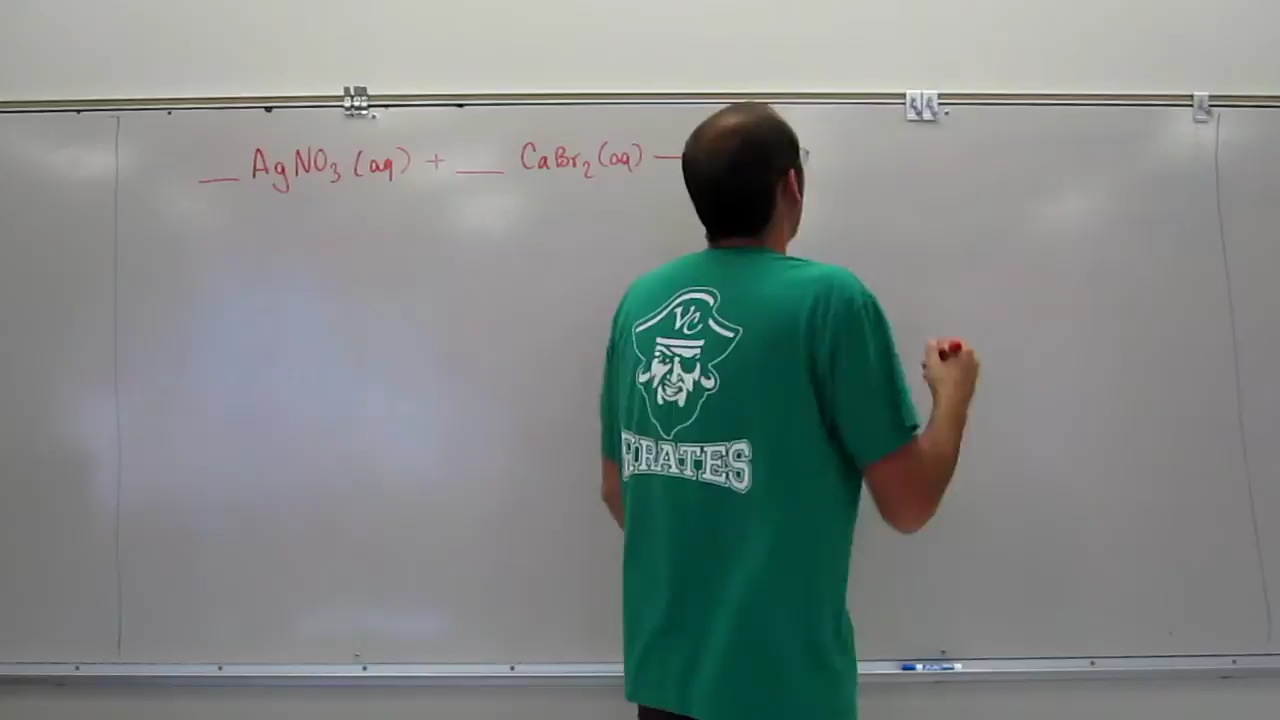 __ AgNO₃ (aq) + __ CaBr₂ (aq) —
VC
PIRATES